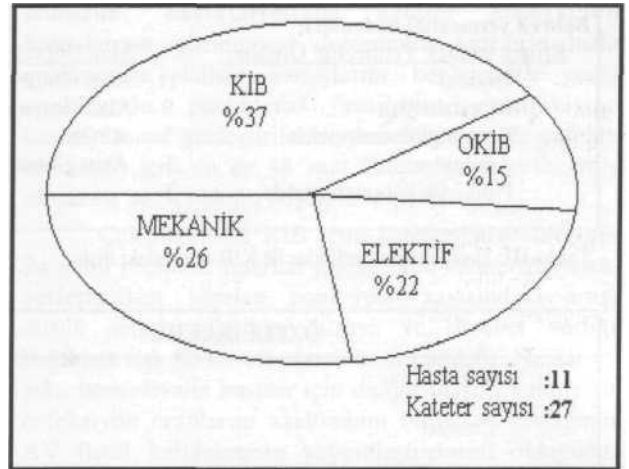 KİB
%37
OKİB
%15
MEKANİK
%26
ELEKTİF
%22
Hasta sayısı :11
Kateter sayısı :27